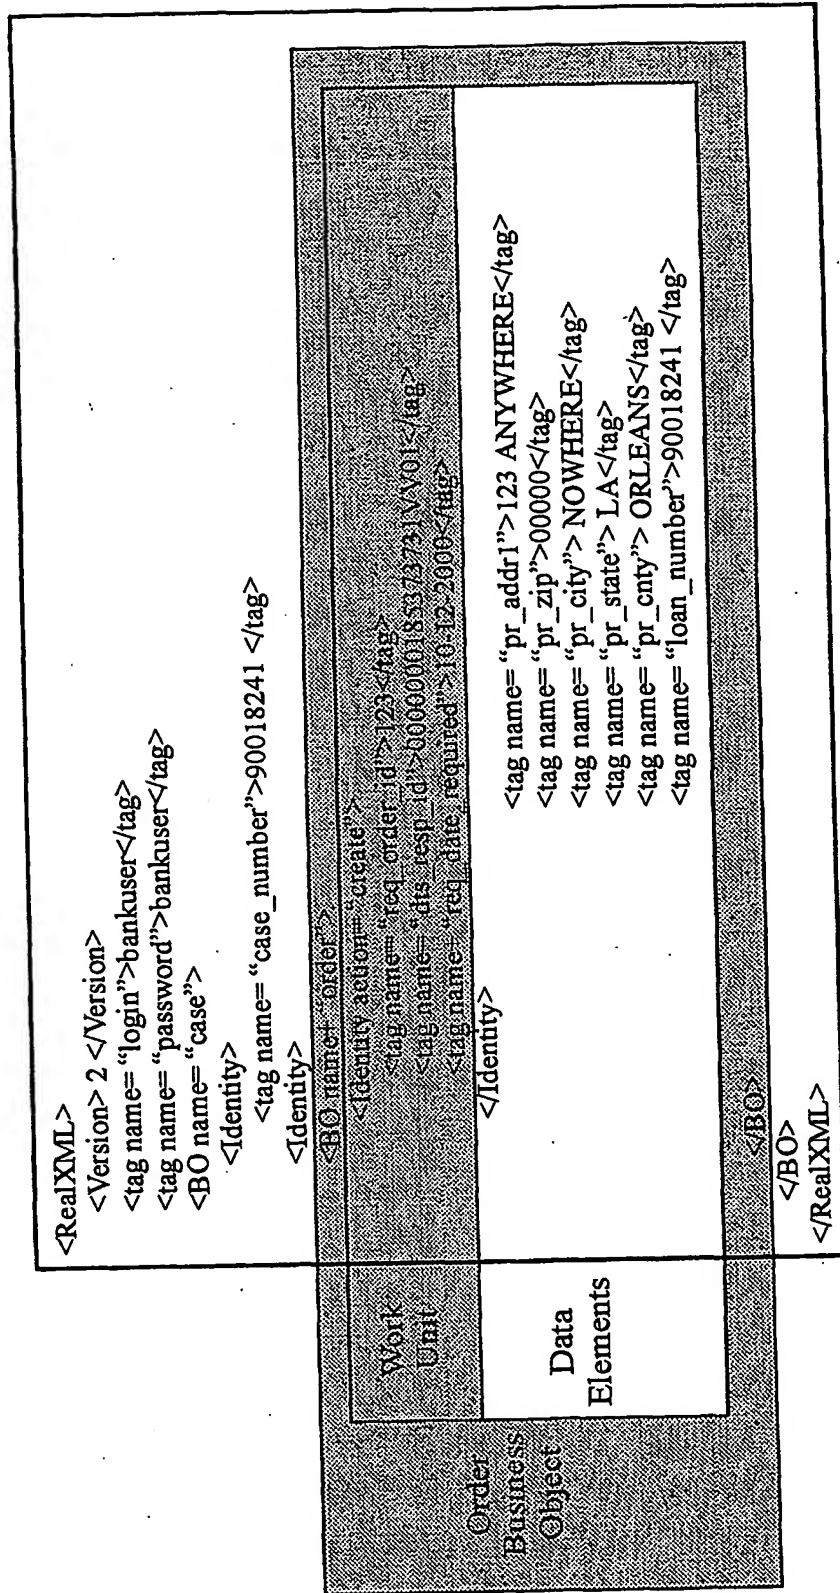 <RealXML>
<Version> 2 </Version>
<tag name= “login”>bankuser</tag>
<tag name= “password”>bankuser</tag>
<BO name= “case”>
<Identity>
<tag name= “case_number”>90018241 </tag>
<Identity>
<BO name= “order”>
<Identity action= “create”>
<tag name= “req_order_id”>123</tag>
<tag name= “req_date_required”>10-12-2000</tag>
</Identity>
<tag name= “pr_addr1”>123 ANYWHERE</tag>
<tag name= “pr_zip”>00000</tag>
<tag name= “pr_city”> NOWHERE</tag>
<tag name= “pr_state”> LA</tag>
<tag name= “pr_cnty”> ORLEANS</tag>
<tag name= “loan_number”>90018241 </tag>
</BO>
</BO>
</RealXML>
Work
Unit
Data
Elements
Order
Business
Object